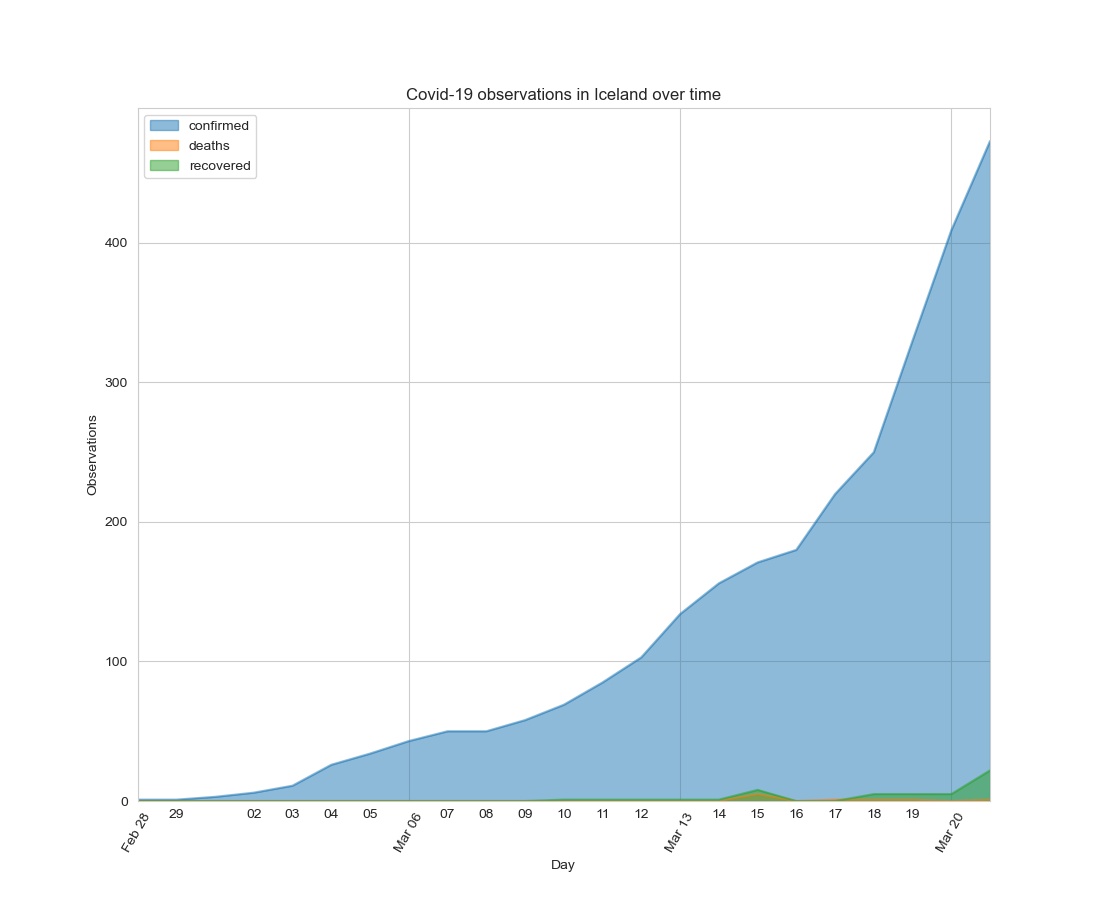 Covid-19 observations in Iceland over time
confirmed
deaths
recovered
400
300
200
100
0
Observations
Feb 28 29 02 03 04 05 Mar 06 07 08 09 10 11 12 Mar 13 14 15 16 17 18 19 Mar 20
Day